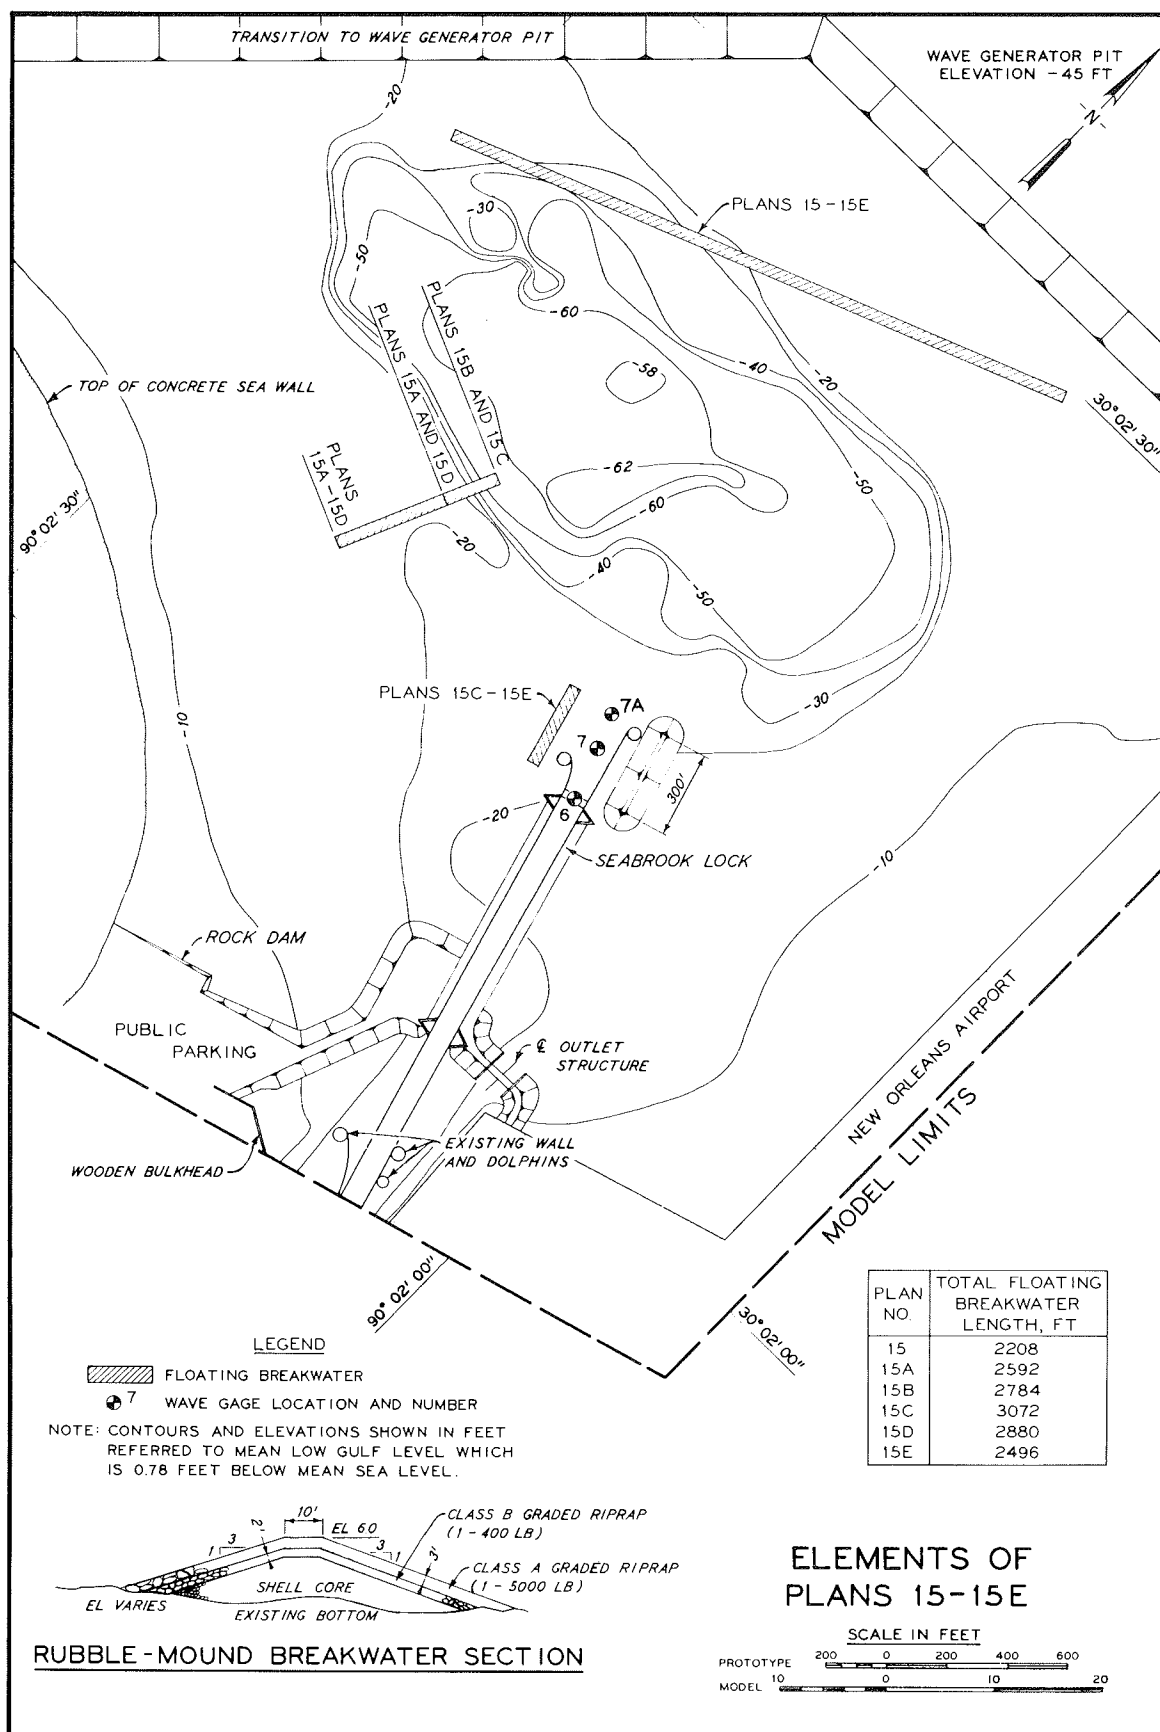 TRANSITION TO WAVE GENERATOR PIT
WAVE GENERATOR PIT
ELEVATION -45 FT
-N-
-20
-30
PLANS 15-15E
-50
-60
PLANS 15B AND 15C
PLANS 15A AND 15D
-58
-40
-20
TOP OF CONCRETE SEA WALL
30° 02' 30"
PLANS
15A-15D
-62
-50
-60
90° 02' 30"
-20
-40
-50
PLANS 15C-15E
7A
-30
-10
7
300'
-20
6
SEABROOK LOCK
-10
ROCK DAM
PUBLIC
PARKING
℄ OUTLET
STRUCTURE
NEW ORLEANS AIRPORT
MODEL LIMITS
EXISTING WALL
AND DOLPHINS
WOODEN BULKHEAD
90° 02' 00"
30° 02' 00"
PLAN
NO.
TOTAL FLOATING
BREAKWATER
LENGTH, FT
15 2208
15A 2592
15B 2784
15C 3072
15D 2880
15E 2496
LEGEND
FLOATING BREAKWATER
7 WAVE GAGE LOCATION AND NUMBER
NOTE: CONTOURS AND ELEVATIONS SHOWN IN FEET
REFERRED TO MEAN LOW GULF LEVEL WHICH
IS 0.78 FEET BELOW MEAN SEA LEVEL.
10'
2'
EL 6.0
CLASS B GRADED RIPRAP
(1 - 400 LB)
3
1
3
1
3'
CLASS A GRADED RIPRAP
(1 - 5000 LB)
SHELL CORE
EL VARIES
EXISTING BOTTOM
RUBBLE-MOUND BREAKWATER SECTION
ELEMENTS OF
PLANS 15-15E
SCALE IN FEET
PROTOTYPE 200 0 200 400 600
MODEL 10 0 10 20